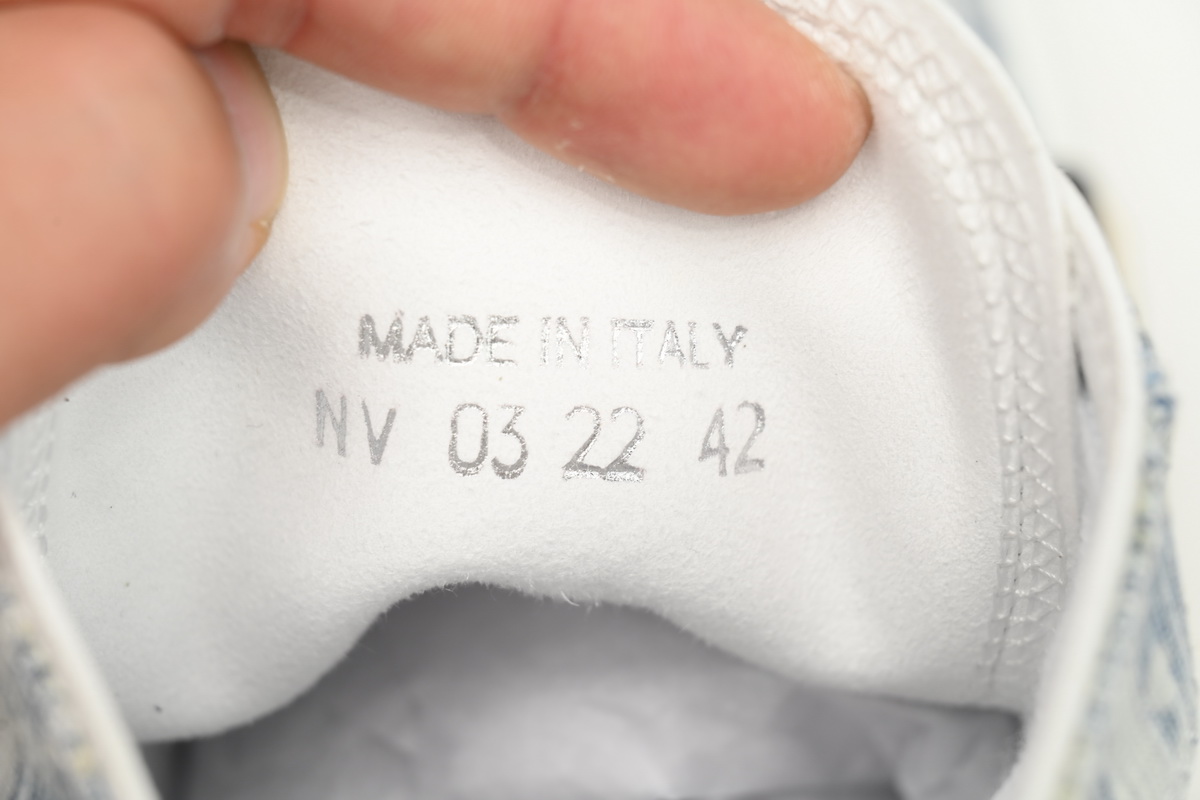 MADE IN ITALY
NV 03 22 42